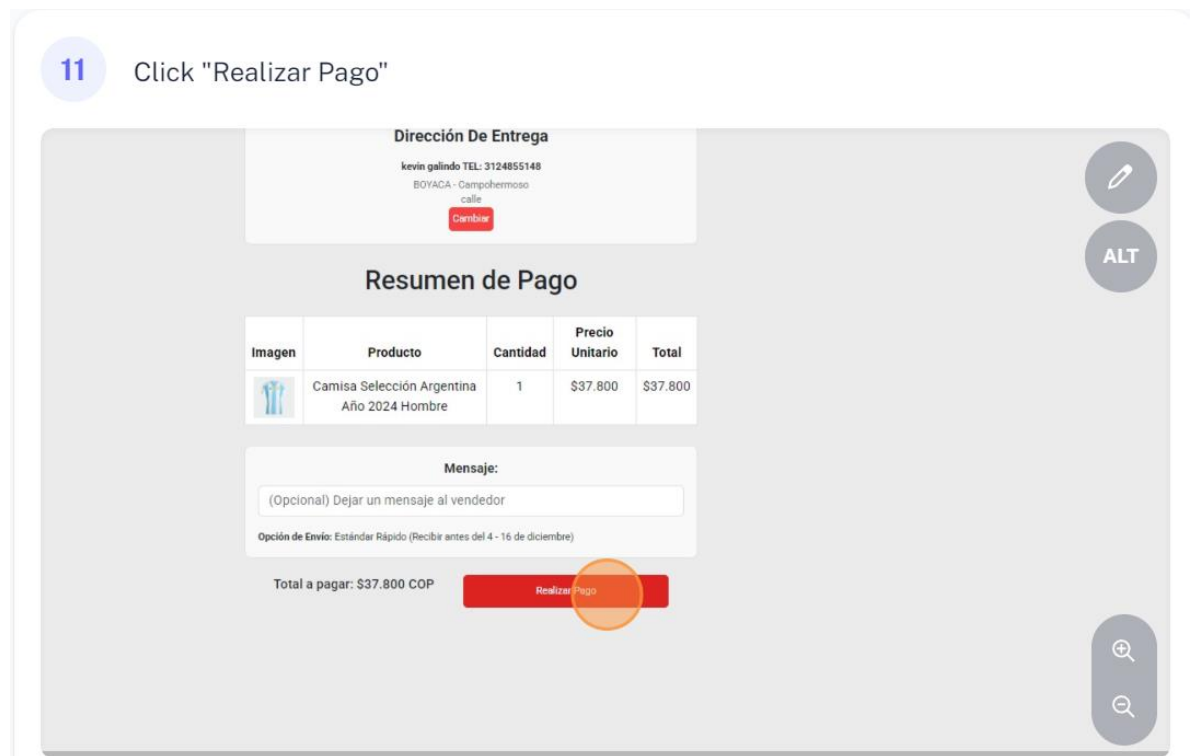 11
Click "Realizar Pago"
Dirección De Entrega
kevin galindo TEL: 3124855148
BOYACA - Campohermoso
calle
Cambiar
ALT
Resumen de Pago
Imagen Producto Cantidad Precio Unitario Total
Camisa Selección Argentina 1 $37.800 $37.800
Año 2024 Hombre
Mensaje:
(Opcional) Dejar un mensaje al vendedor
Opción de Envío: Estándar Rápido (Recibir antes del 4 - 16 de diciembre)
Total a pagar: $37.800 COP
Realizar Pago